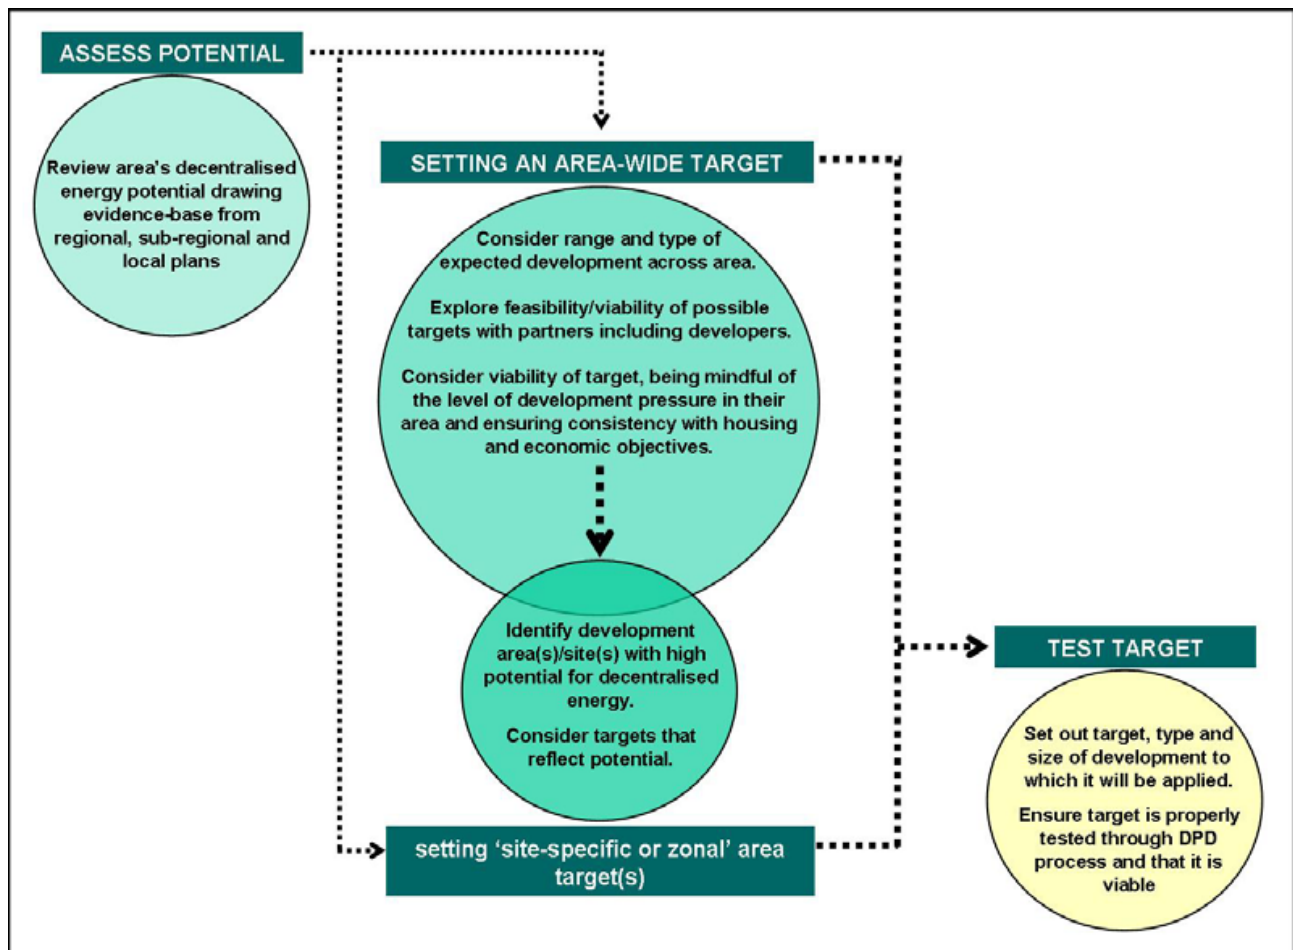 ASSESS POTENTIAL
Review area's decentralised
energy potential drawing
evidence-base from
regional, sub-regional and
local plans
SETTING AN AREA-WIDE TARGET
Consider range and type of
expected development across area.
Explore feasibility/viability of possible
targets with partners including developers.
Consider viability of target, being mindful of
the level of development pressure in their
area and ensuring consistency with housing
and economic objectives.
Identify development
area(s)/site(s) with high
potential for decentralised
energy.
Consider targets that
reflect potential.
setting ‘site-specific or zonal’ area
target(s)
TEST TARGET
Set out target, type and
size of development to
which it will be applied.
Ensure target is properly
tested through DPD
process and that it is
viable